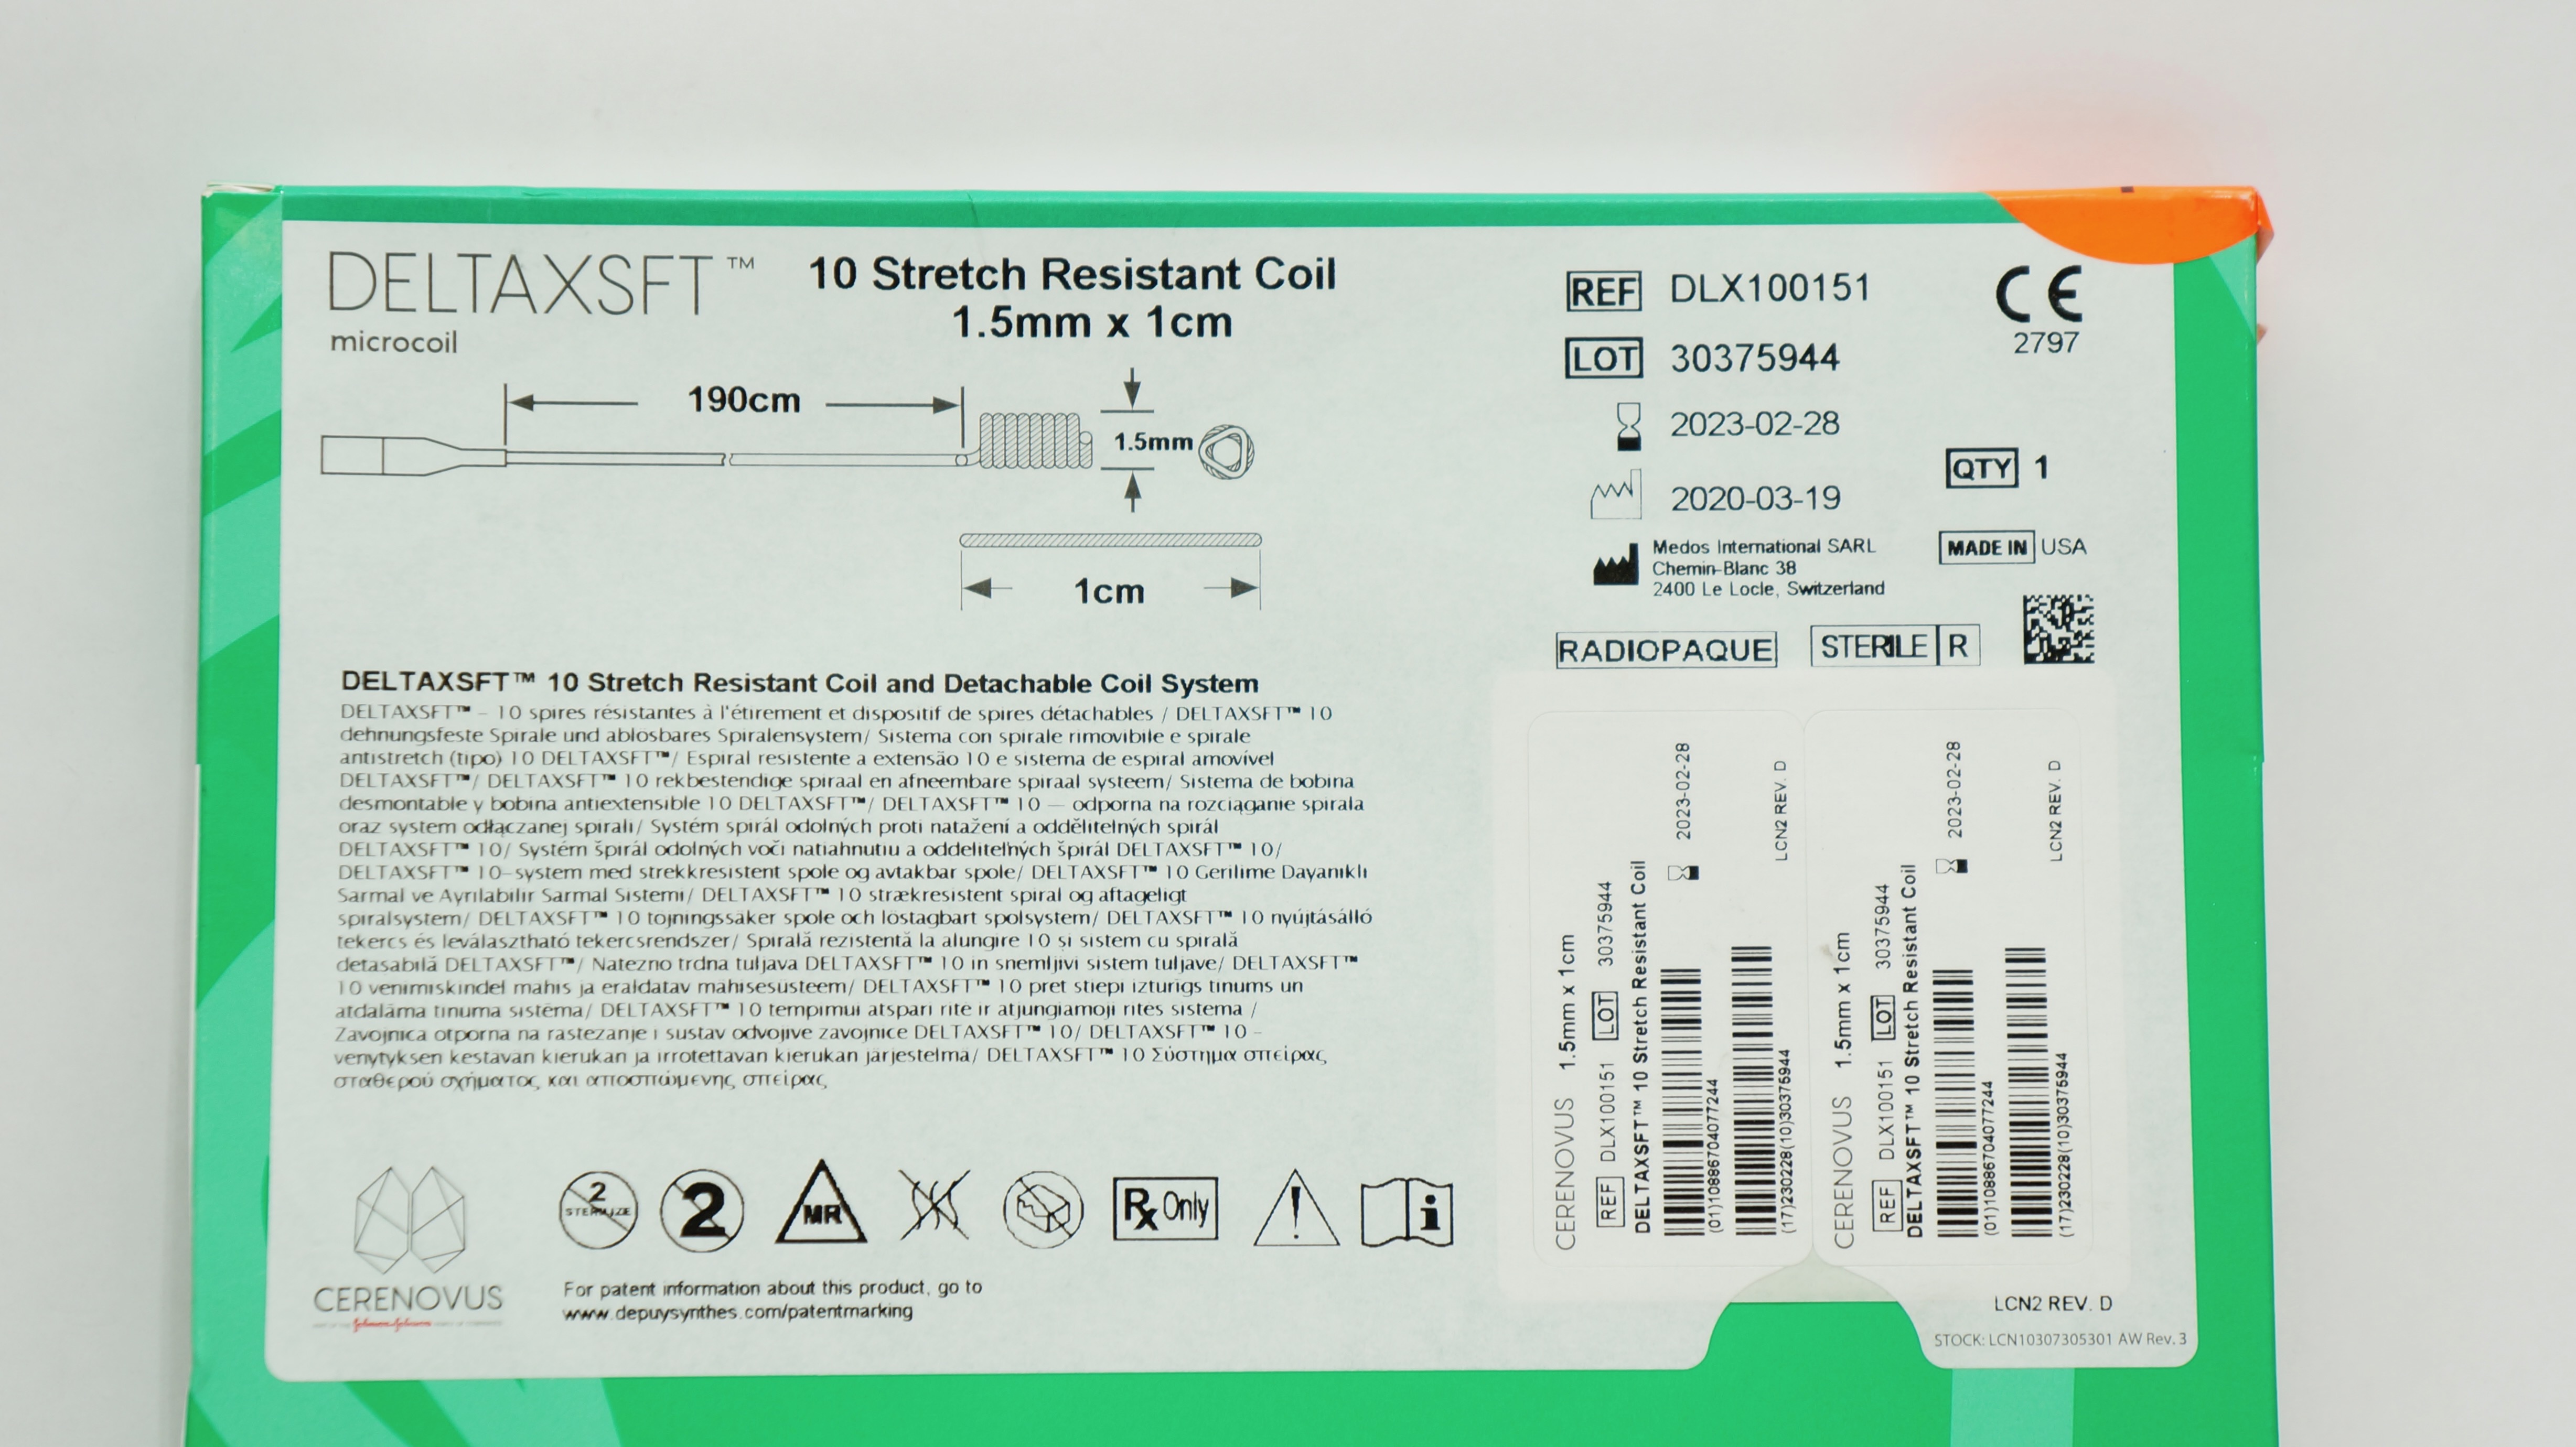 DELTAXSFT™
microcoil
10 Stretch Resistant Coil
1.5mm x 1cm
190cm
1.5mm
1cm
REF DLX100151
LOT 30375944
2023-02-28
2020-03-19
CE
2797
QTY 1
Medos International SARL
Chemin-Blanc 38
2400 Le Locle, Switzerland
MADE IN USA
RADIOPAQUE
STERILE R
DELTAXSFT™ 10 Stretch Resistant Coil and Detachable Coil System
DELTAXSFT™ – 10 spires résistantes à l'étirement et dispositif de spires détachables / DELTAXSFT™ 10
dehnungsfeste Spirale und ablosbares Spiralensystem/ Sistema con spirale rimovibile e spirale
antistretch (tipo) 10 DELTAXSFT™/ Espiral resistente a extensão 10 e sistema de espiral amovível
DELTAXSFT™/ DELTAXSFT™ 10 rekbestendige spiraal en afneembare spiraal systeem/ Sistema de bobina
desmontable y bobina antiextensible 10 DELTAXSFT™/ DELTAXSFT™ 10 — odporna na rozciąganie spirala
oraz system odłączanej spirali/ Systém spirál odolných proti natažení a oddělitelných spirál
DELTAXSFT™ 10/ Systém špirál odolných voči natiahnutiu a oddeliteľných špirál DELTAXSFT™ 10/
DELTAXSFT™ 10-system med strekkresistent spole og avtakbar spole/ DELTAXSFT™ 10 Gerilime Dayanıklı
Sarmal ve Ayrılabilir Sarmal Sistemi/ DELTAXSFT™ 10 strækresistent spiral og aftageligt
spiralsystem/ DELTAXSFT™ 10 tojningssaker spole och lostagbart spolsystem/ DELTAXSFT™ 10 nyújtásálló
tekercs és leválasztható tekercsrendszer/ Spirală rezistentă la alungire 10 si sistem cu spirală
detasabilă DELTAXSFT™/ Natezno trdna tuljava DELTAXSFT™ 10 in snemljivi sistem tuljave/ DELTAXSFT™
10 venimiskindel mahis ja eraldatav mahisesusteem/ DELTAXSFT™ 10 pret stiepi izturigs tinums un
atdalāma tinuma sistēma/ DELTAXSFT™ 10 tempimui atspari rite ir atjungiamoji rites sistema /
Zavojnica otporna na rastezanje i sustav odvojive zavojnice DELTAXSFT™ 10/ DELTAXSFT™ 10 -
venytyksen kestavan kierukan ja irrotettavan kierukan jarjestelma/ DELTAXSFT™ 10 Σύστημα σπείρας
σταθερού σχήματος και αποσπώμενης σπείρας
CERENOVUS
Johnson & Johnson
2
STERILIZE
2
MR
Rx Only
For patent information about this product, go to
www.depuysynthes.com/patentmarking
CERENOVUS 1.5mm x 1cm
REF DLX100151 LOT 30375944
DELTAXSFT™ 10 Stretch Resistant Coil
2023-02-28
(01)10886704077244
(17)230228(10)30375944
LCN2 REV. D
CERENOVUS 1.5mm x 1cm
REF DLX100151 LOT 30375944
DELTAXSFT™ 10 Stretch Resistant Coil
2023-02-28
(01)10886704077244
(17)230228(10)30375944
LCN2 REV. D
LCN2 REV. D
STOCK: LCN10307305301 AW Rev. 3